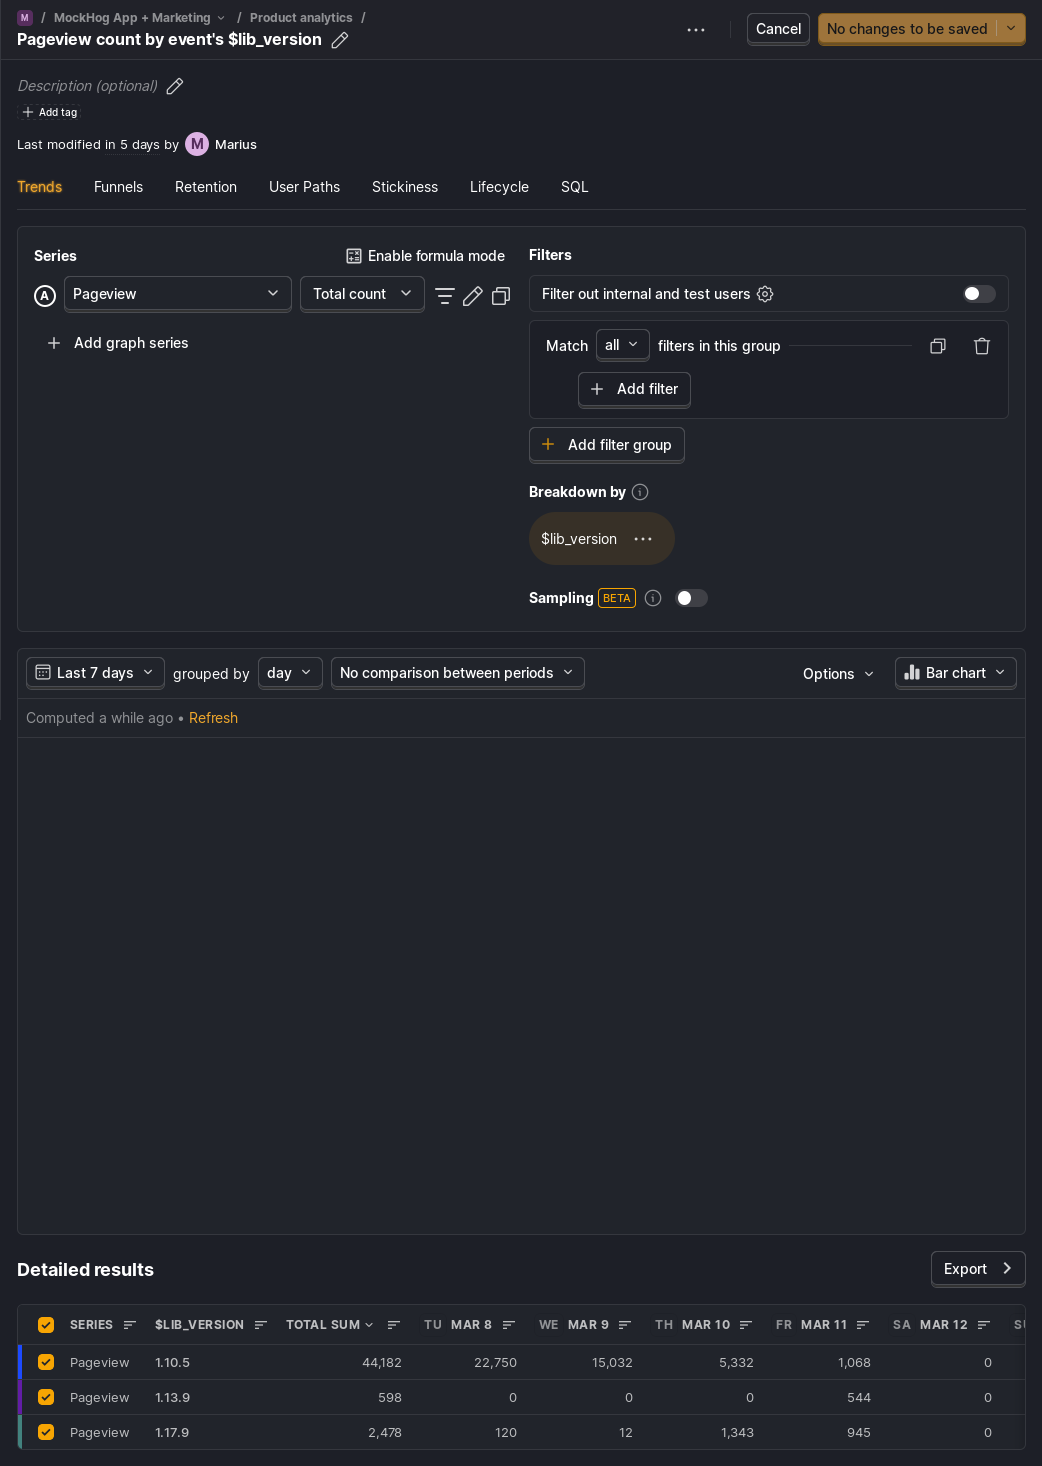 M / MockHog App + Marketing / Product analytics /
Pageview count by event's $lib_version
Cancel
No changes to be saved
Description (optional)
Add tag
Last modified in 5 days by M Marius
Trends Funnels Retention User Paths Stickiness Lifecycle SQL
Series
Enable formula mode
A Pageview Total count
Add graph series
Filters
Filter out internal and test users
Match all filters in this group
Add filter
Add filter group
Breakdown by
$lib_version
Sampling BETA
Last 7 days grouped by day No comparison between periods Options Bar chart
Computed a while ago • Refresh
Detailed results
Export
SERIES $LIB_VERSION TOTAL SUM TU MAR 8 WE MAR 9 TH MAR 10 FR MAR 11 SA MAR 12
Pageview 1.10.5 44,182 22,750 15,032 5,332 1,068 0
Pageview 1.13.9 598 0 0 0 544 0
Pageview 1.17.9 2,478 120 12 1,343 945 0